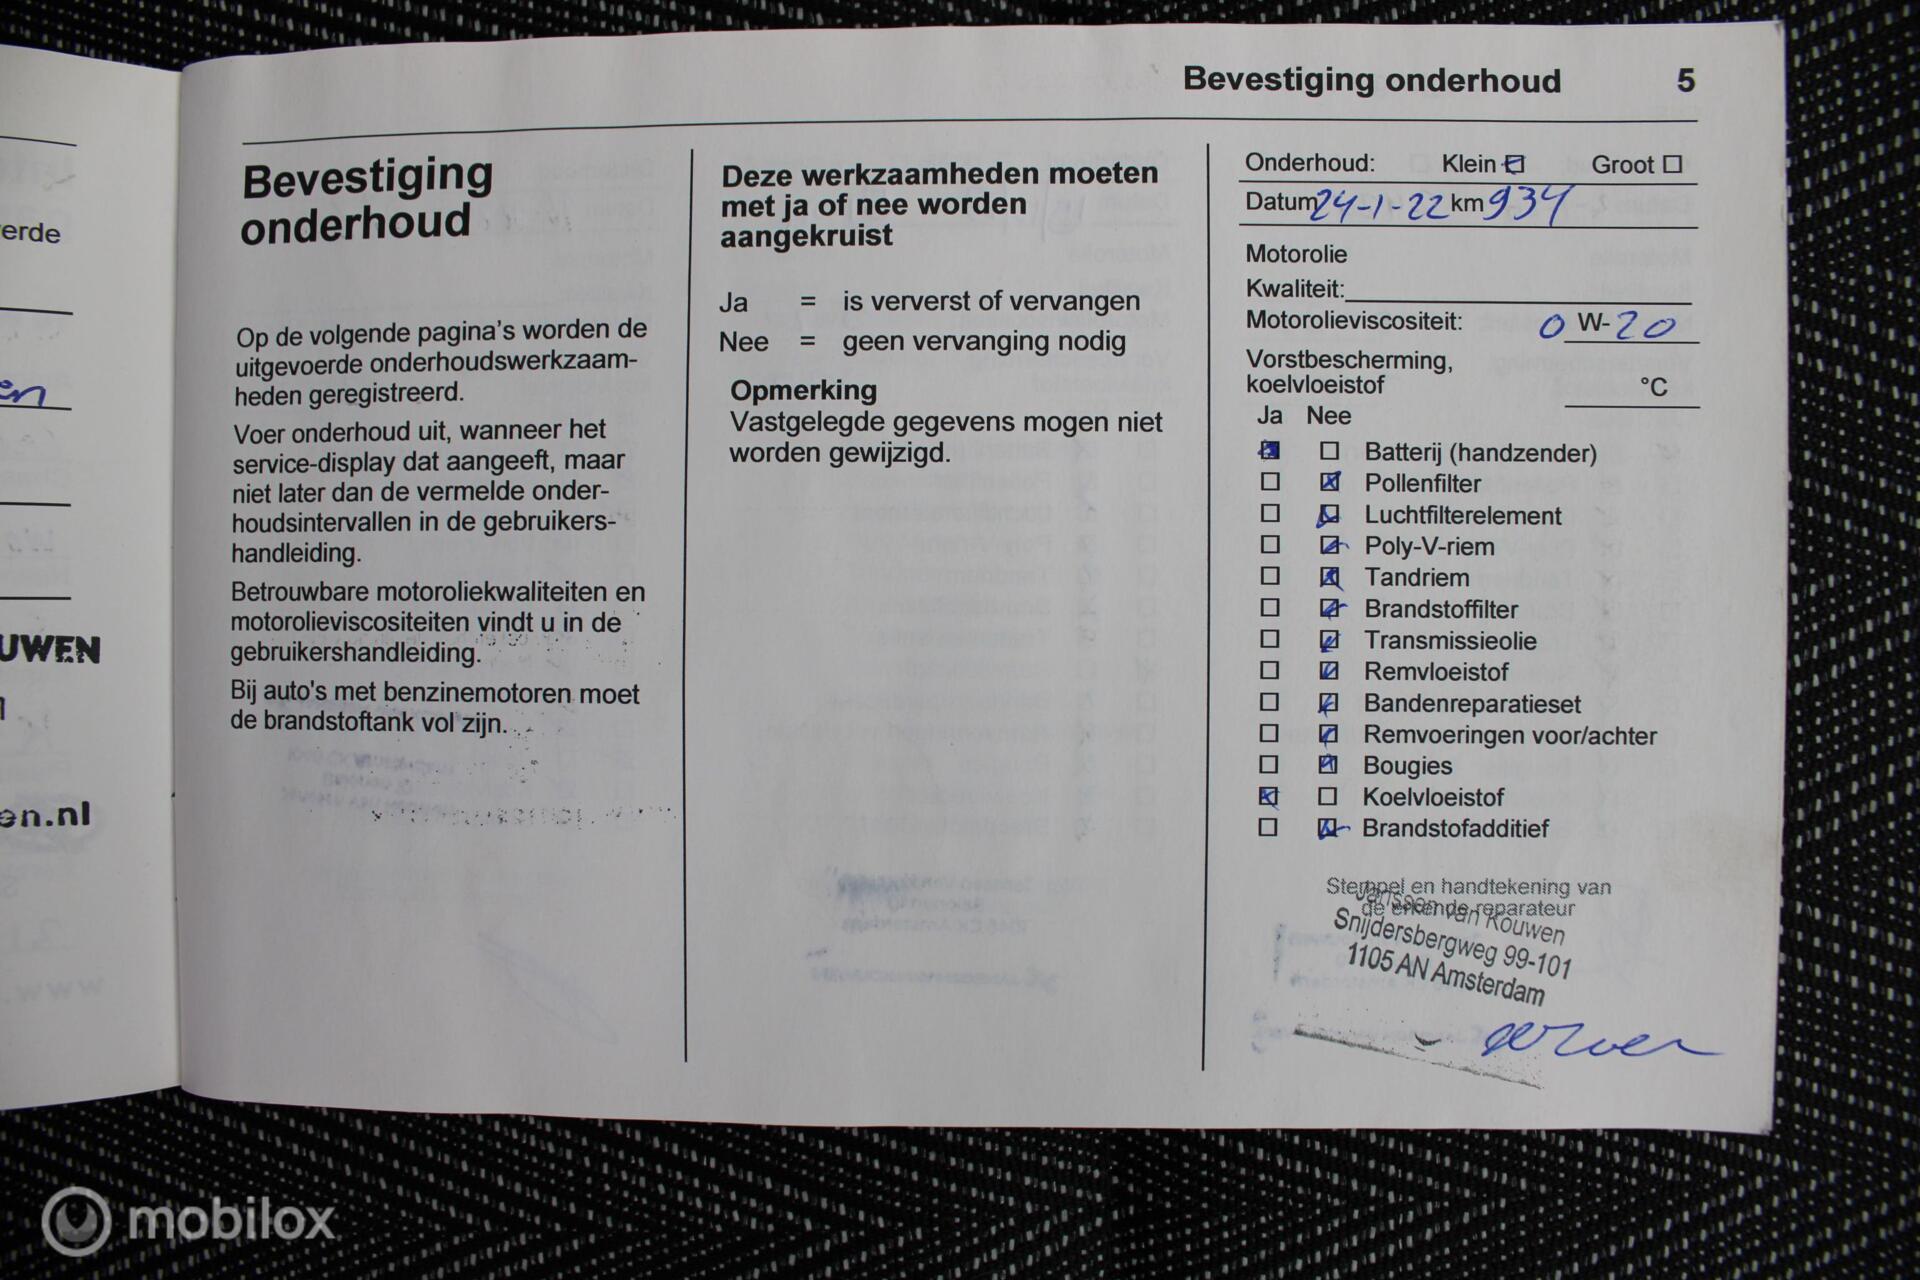 Bevestiging onderhoud 5
erde
en
UWEN
en.nl
Bevestiging
onderhoud
Op de volgende pagina's worden de
uitgevoerde onderhoudswerkzaam-
heden geregistreerd.
Voer onderhoud uit, wanneer het
service-display dat aangeeft, maar
niet later dan de vermelde onder-
houdsintervallen in de gebruikers-
handleiding.
Betrouwbare motoroliekwaliteiten en
motorolieviscositeiten vindt u in de
gebruikershandleiding.
Bij auto's met benzinemotoren moet
de brandstoftank vol zijn.
Deze werkzaamheden moeten
met ja of nee worden
aangekruist
Ja = is ververst of vervangen
Nee = geen vervanging nodig
Opmerking
Vastgelegde gegevens mogen niet
worden gewijzigd.
Onderhoud: Klein Groot
Datum 24-1-22 km 934
Motorolie
Kwaliteit:
Motorolieviscositeit: 0 W-20
Vorstbescherming,
koelvloeistof °C
Ja Nee
Batterij (handzender)
Pollenfilter
Luchtfilterelement
Poly-V-riem
Tandriem
Brandstoffilter
Transmissieolie
Remvloeistof
Bandenreparatieset
Remvoeringen voor/achter
Bougies
Koelvloeistof
Brandstofadditief
Stempel en handtekening van
de erkende reparateur
Janssen van Kouwen
Snijdersbergweg 99-101
1105 AN Amsterdam
mobilox